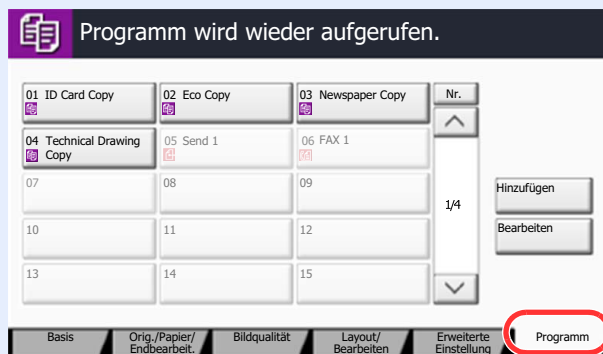 Programm wird wieder aufgerufen.
01 ID Card Copy
02 Eco Copy
03 Newspaper Copy
Nr.
04 Technical Drawing
Copy
05 Send 1
06 FAX 1
07
08
09
1/4
Hinzufügen
10
11
12
Bearbeiten
13
14
15
Basis
Orig./Papier/
Endbearbeit.
Bildqualität
Layout/
Bearbeiten
Erweiterte
Einstellung
Programm